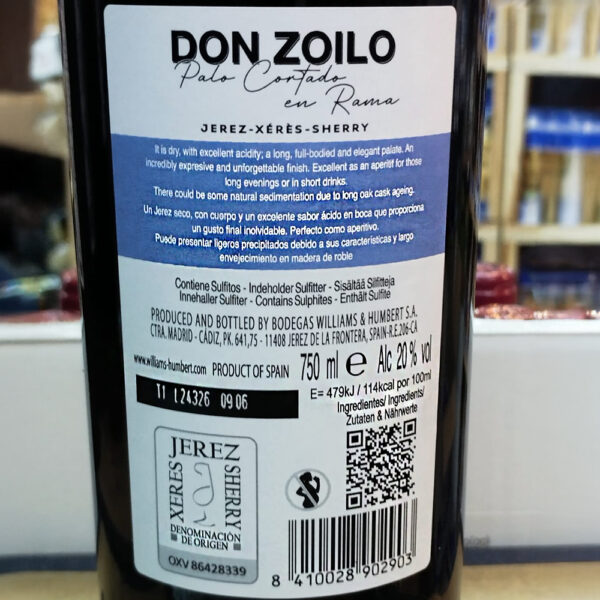 DON ZOILO
Palo Cortado
en Rama
JEREZ-XÉRÈS-SHERRY
It is dry, with excellent acidity; a long, full-bodied and elegant palate. An
incredibly expresive and unforgettable finish. Excellent as an aperitif for those
long evenings or in short drinks.
There could be some natural sedimentation due to long oak cask ageing.
Un Jerez seco, con cuerpo y un excelente sabor ácido en boca que proporciona
un gusto final inolvidable. Perfecto como aperitivo.
Puede presentar ligeros precipitados debido a sus características y largo
envejecimiento en madera de roble
Contiene Sulfitos - Indeholder Sulfitter - Sisältää Silfitteja
Innehaller Sulfiter - Contains Sulphites - Enthält Sulfite
PRODUCED AND BOTTLED BY BODEGAS WILLIAMS & HUMBERT S.A.
CTRA. MADRID - CÁDIZ, PK. 641,75 - 11408 JEREZ DE LA FRONTERA, SPAIN-R.E.206-CA
www.williams-humbert.com PRODUCT OF SPAIN 750 ml e Alc 20 % vol
T1 L24326 09:06
E= 479kJ / 114kcal por 100ml
Ingredientes/ Ingredients/
Zutaten & Nährwerte
JEREZ
XERES
SHERRY
DENOMINACIÓN
DE ORIGEN
OXV 86428339
8 410028 902903